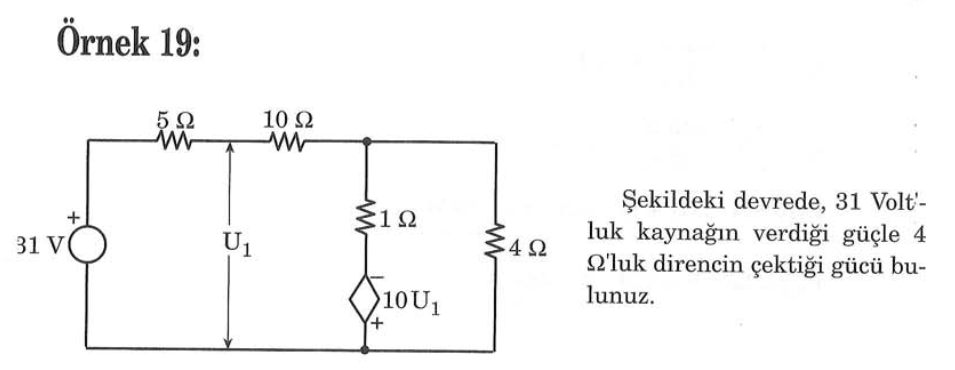 Örnek 19:
5 Ω
10 Ω
+
31 V
U₁
1 Ω
−
10U₁
+
4 Ω
Şekildeki devrede, 31 Volt'-
luk kaynağın verdiği güçle 4
Ω'luk direncin çektiği gücü bu-
lunuz.